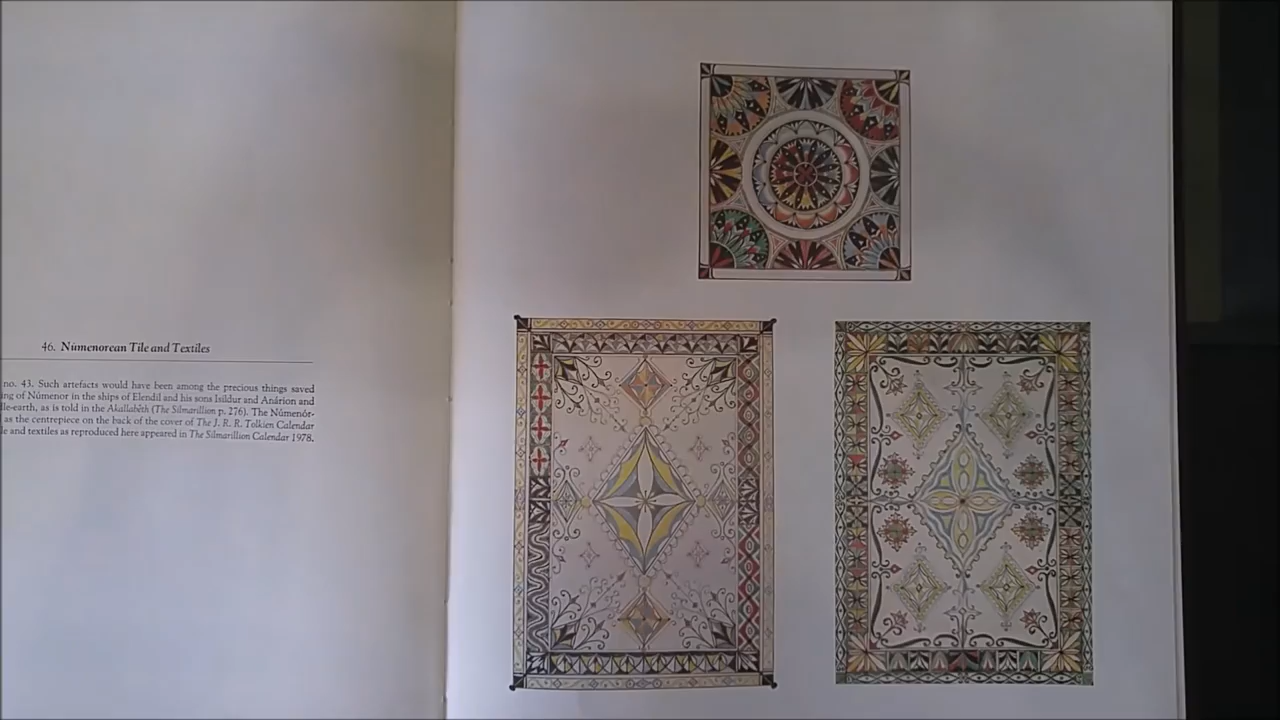 46. Númenorean Tile and Textiles
no. 43. Such artefacts would have been among the precious things saved
ing of Númenor in the ships of Elendil and his sons Isildur and Anárion and
lle-earth, as is told in the Akallabêth (The Silmarillion p. 276). The Númenór-
as the centrepiece on the back of the cover of The J. R. R. Tolkien Calendar
le and textiles as reproduced here appeared in The Silmarillion Calendar 1978.